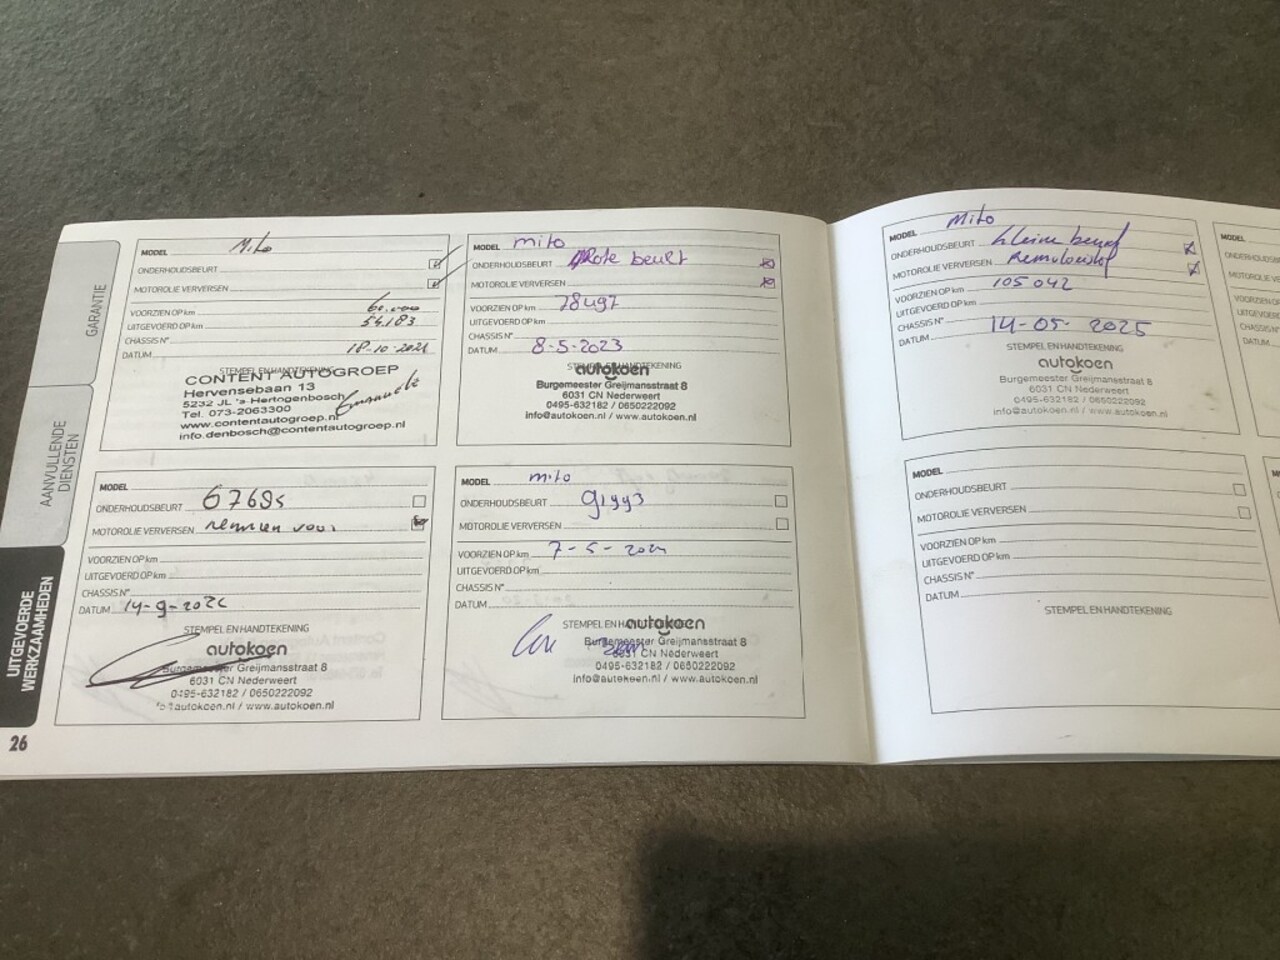 GARANTIE
AANVULLENDE
DIENSTEN
UITGEVOERDE
WERKZAAMHEDEN
26
MODEL Mito
ONDERHOUDSBEURT
MOTOROLIE VERVERSEN
VOORZIEN OP km 60.000
UITGEVOERD OP km 54.183
CHASSIS N°
DATUM 18-10-2021
STEMPEL EN HANDTEKENING
CONTENT AUTOGROEP
Hervensebaan 13
5232 JL 's-Hertogenbosch
Tel. 073-2063300
www.contentautogroep.nl
info.denbosch@contentautogroep.nl
MODEL mito
ONDERHOUDSBEURT gRote beurt
MOTOROLIE VERVERSEN
VOORZIEN OP km 78497
UITGEVOERD OP km
CHASSIS N°
DATUM 8-5-2023
STEMPEL EN HANDTEKENING
autokoen
Burgemeester Greijmansstraat 8
6031 CN Nederweert
0495-632182 / 0650222092
info@autokoen.nl / www.autokoen.nl
MODEL
ONDERHOUDSBEURT 67695
MOTOROLIE VERVERSEN remmen voor
VOORZIEN OP km
UITGEVOERD OP km
CHASSIS N°
DATUM 14-9-2022
STEMPEL EN HANDTEKENING
autokoen
Burgemeester Greijmansstraat 8
6031 CN Nederweert
0495-632182 / 0650222092
info@autokoen.nl / www.autokoen.nl
MODEL mito
ONDERHOUDSBEURT 91993
MOTOROLIE VERVERSEN
VOORZIEN OP km 7-5-2024
UITGEVOERD OP km
CHASSIS N°
DATUM
STEMPEL EN HANDTEKENING
autokoen
Burgemeester Greijmansstraat 8
6031 CN Nederweert
0495-632182 / 0650222092
info@autokoen.nl / www.autokoen.nl
MODEL Mito
ONDERHOUDSBEURT kleine beurt
MOTOROLIE VERVERSEN Remvloeistof
VOORZIEN OP km 105042
UITGEVOERD OP km
CHASSIS N°
DATUM 14-05-2025
STEMPEL EN HANDTEKENING
autokoen
Burgemeester Greijmansstraat 8
6031 CN Nederweert
0495-632182 / 0650222092
info@autokoen.nl / www.autokoen.nl
MODEL
ONDERHOUDSBEURT
MOTOROLIE VERVERSEN
VOORZIEN OP km
UITGEVOERD OP km
CHASSIS N°
DATUM
STEMPEL EN HANDTEKENING
MODEL